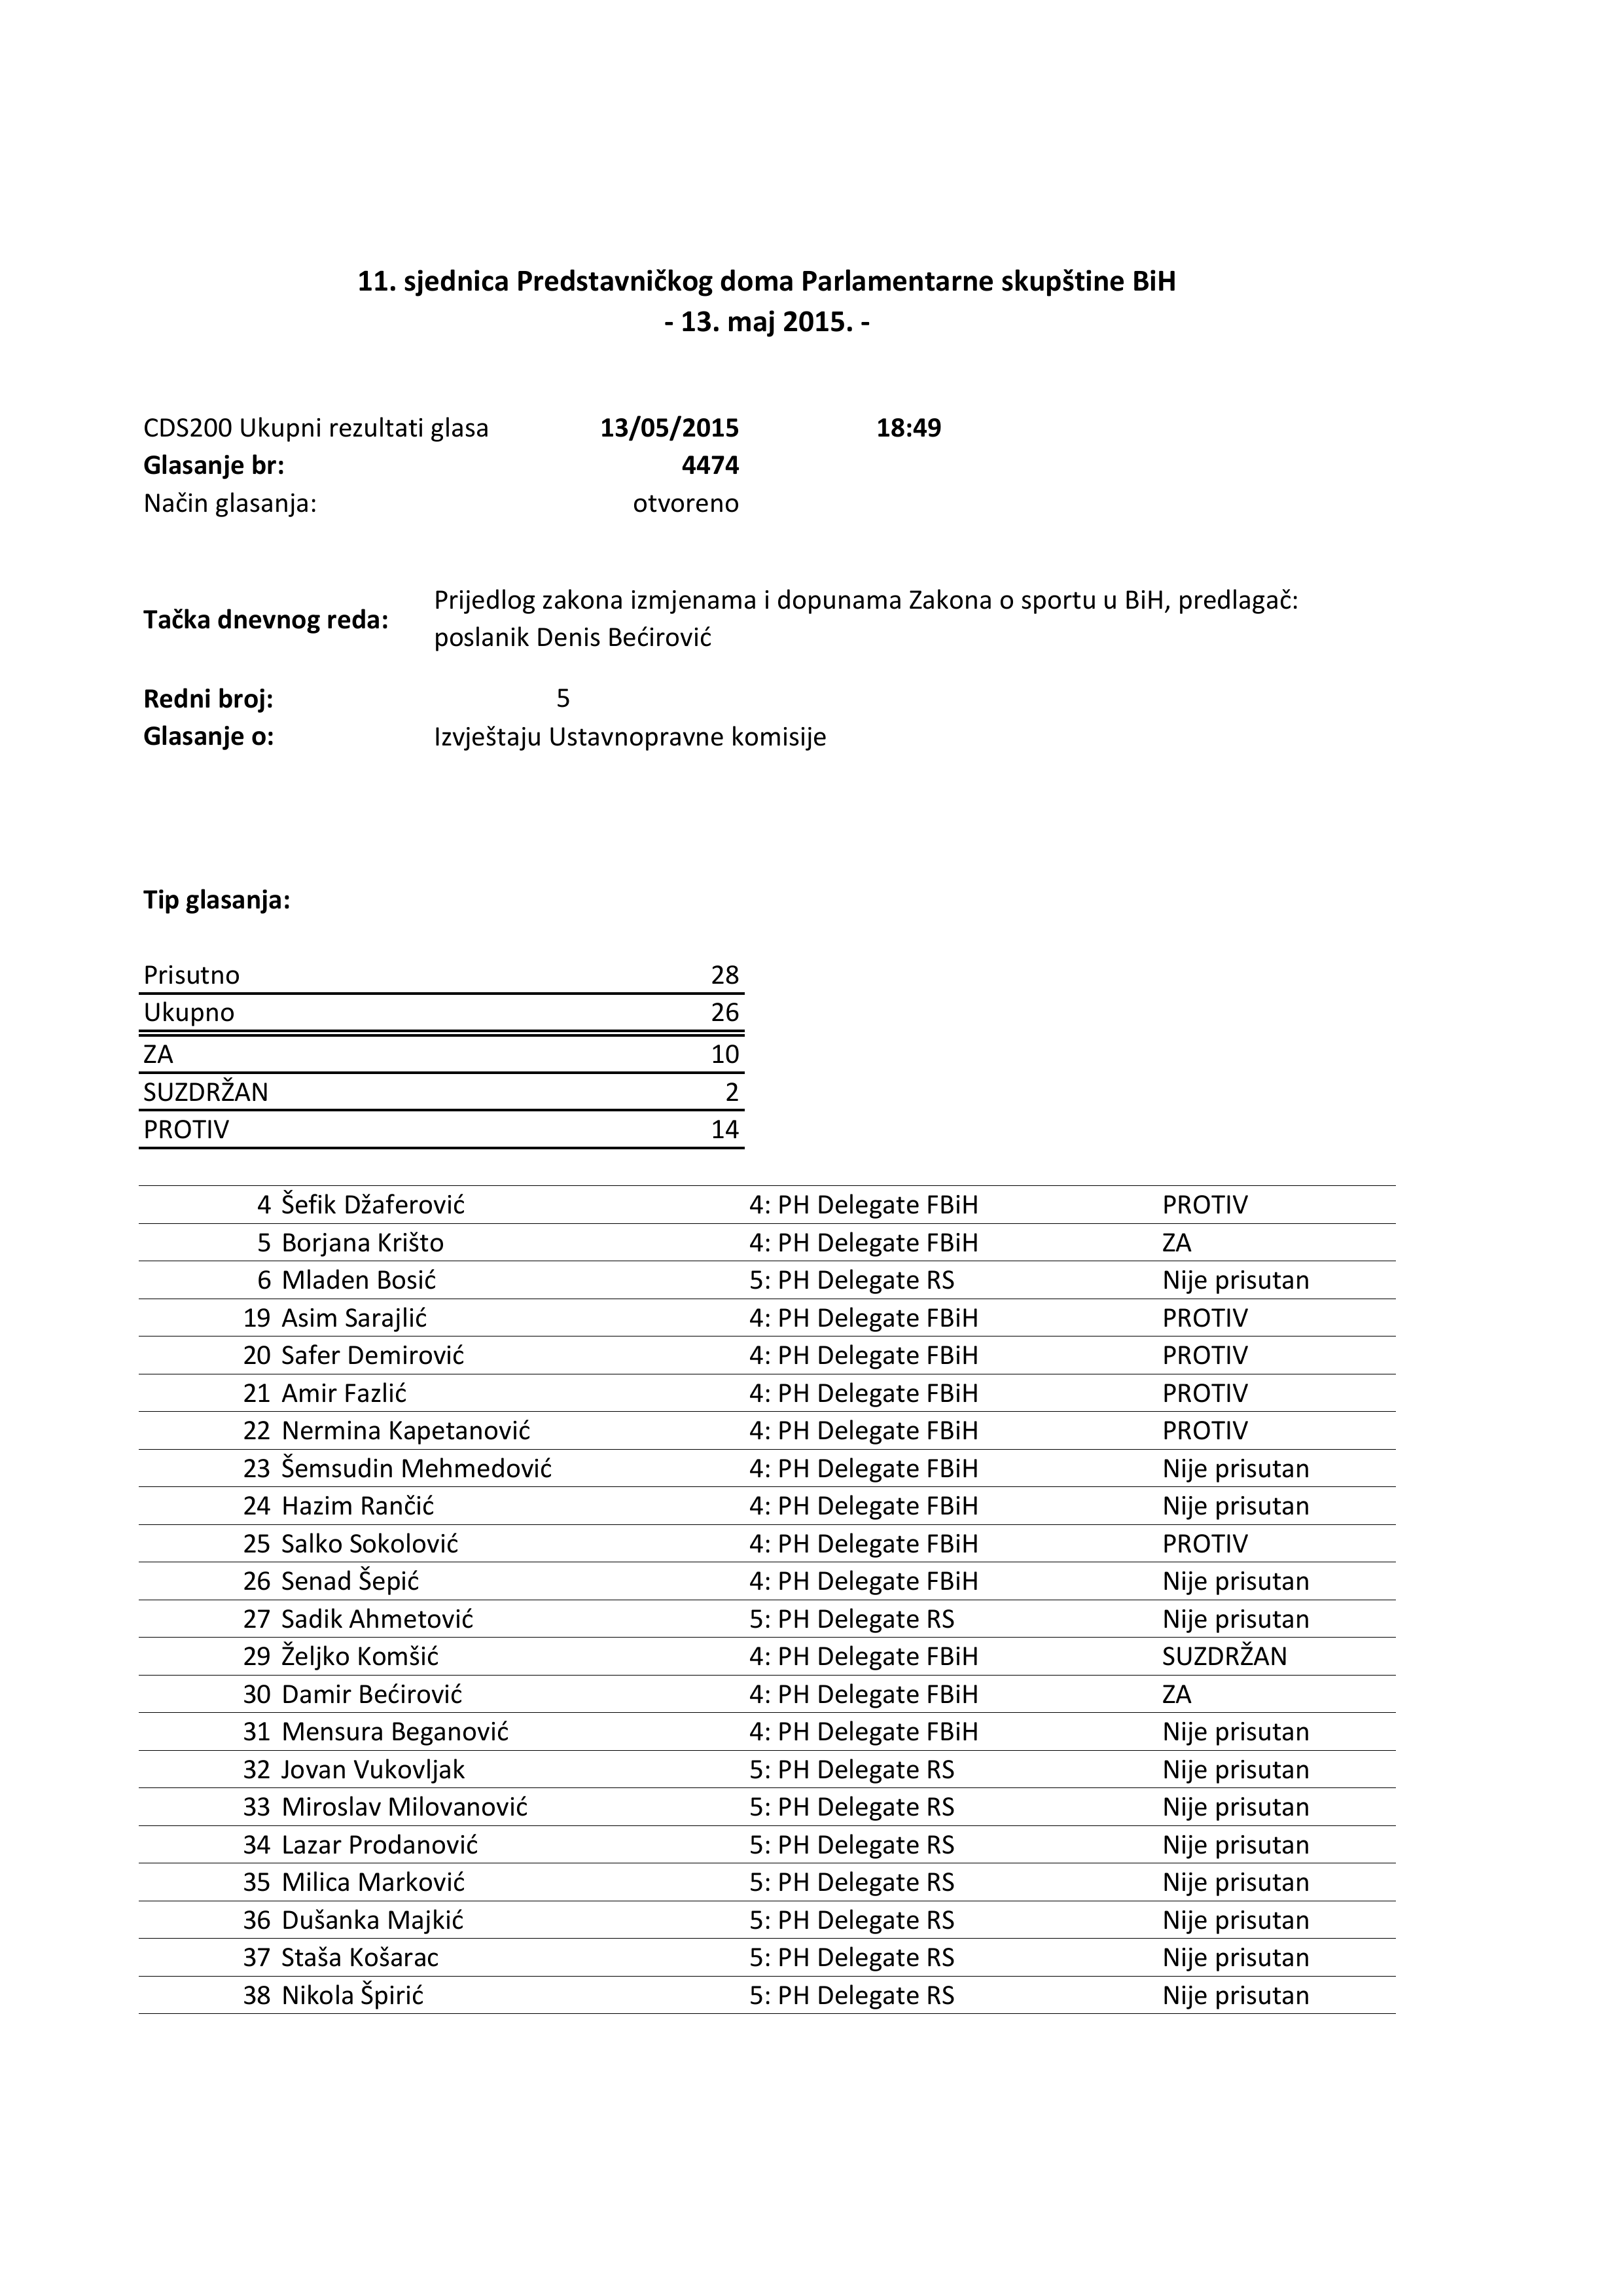 11. sjednica Predstavničkog doma Parlamentarne skupštine BiH
- 13. maj 2015. -
CDS200 Ukupni rezultati glasa 13/05/2015 18:49
Glasanje br: 4474
Način glasanja: otvoreno
Tačka dnevnog reda: Prijedlog zakona izmjenama i dopunama Zakona o sportu u BiH, predlagač:
poslanik Denis Bećirović
Redni broj: 5
Glasanje o: Izvještaju Ustavnopravne komisije
Tip glasanja:
Prisutno 28
Ukupno 26
ZA 10
SUZDRŽAN 2
PROTIV 14
4 Šefik Džaferović 4: PH Delegate FBiH PROTIV
5 Borjana Krišto 4: PH Delegate FBiH ZA
6 Mladen Bosić 5: PH Delegate RS Nije prisutan
19 Asim Sarajlić 4: PH Delegate FBiH PROTIV
20 Safer Demirović 4: PH Delegate FBiH PROTIV
21 Amir Fazlić 4: PH Delegate FBiH PROTIV
22 Nermina Kapetanović 4: PH Delegate FBiH PROTIV
23 Šemsudin Mehmedović 4: PH Delegate FBiH Nije prisutan
24 Hazim Rančić 4: PH Delegate FBiH Nije prisutan
25 Salko Sokolović 4: PH Delegate FBiH PROTIV
26 Senad Šepić 4: PH Delegate FBiH Nije prisutan
27 Sadik Ahmetović 5: PH Delegate RS Nije prisutan
29 Željko Komšić 4: PH Delegate FBiH SUZDRŽAN
30 Damir Bećirović 4: PH Delegate FBiH ZA
31 Mensura Beganović 4: PH Delegate FBiH Nije prisutan
32 Jovan Vukovljak 5: PH Delegate RS Nije prisutan
33 Miroslav Milovanović 5: PH Delegate RS Nije prisutan
34 Lazar Prodanović 5: PH Delegate RS Nije prisutan
35 Milica Marković 5: PH Delegate RS Nije prisutan
36 Dušanka Majkić 5: PH Delegate RS Nije prisutan
37 Staša Košarac 5: PH Delegate RS Nije prisutan
38 Nikola Špirić 5: PH Delegate RS Nije prisutan